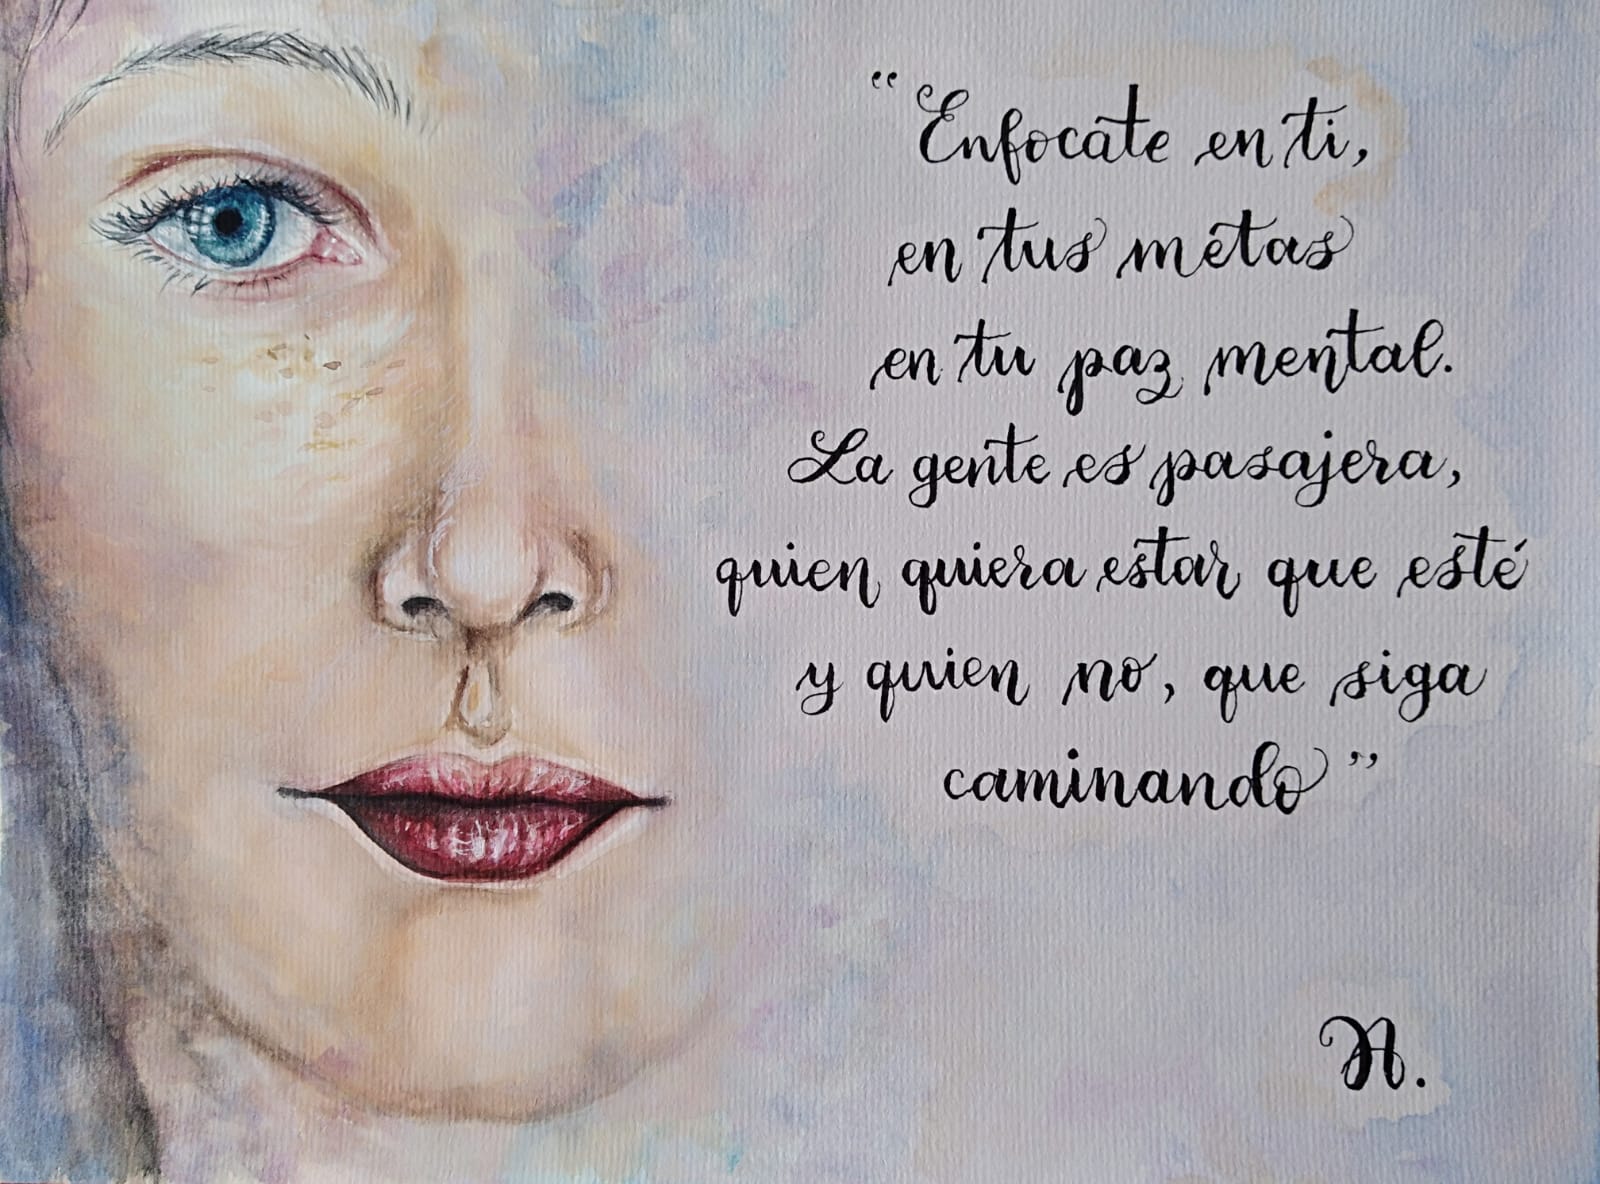 “Enfocate en ti,
en tus metas
en tu paz mental.
La gente es pasajera,
quien quiera estar que esté
y quien no, que siga
caminando”
N.